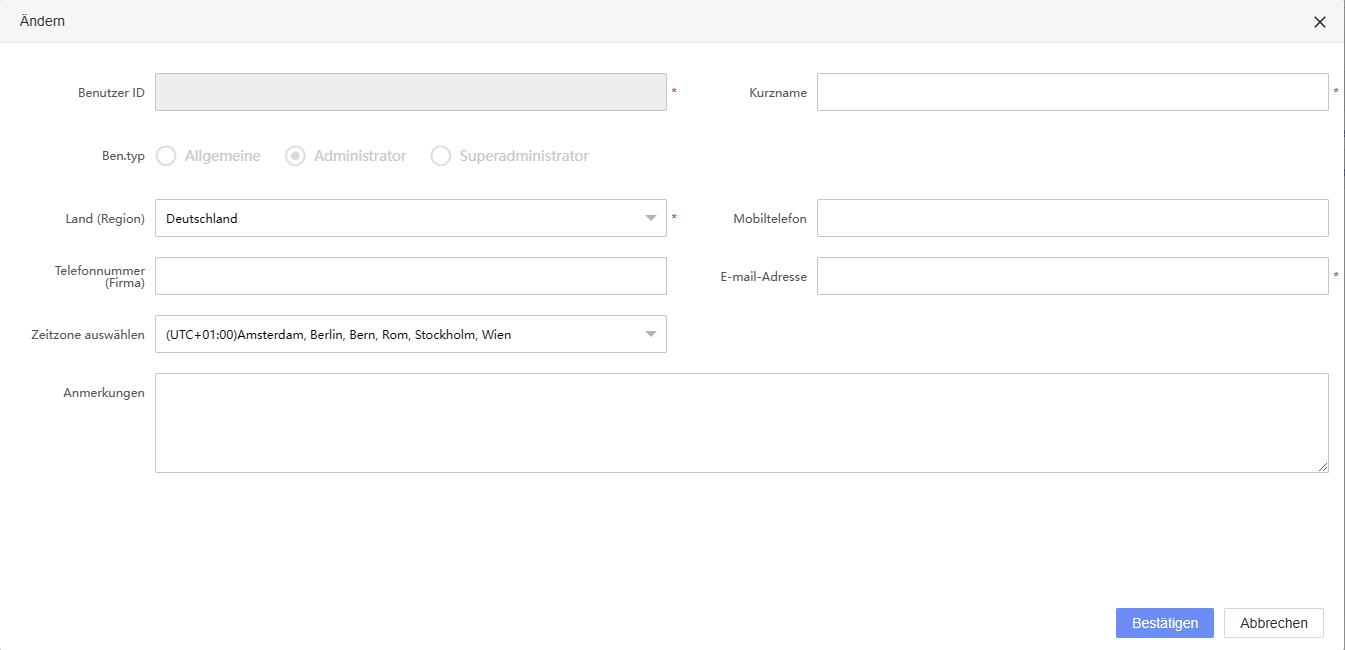 Ändern
Benutzer ID *
Kurzname *
Ben.typ Allgemeine Administrator Superadministrator
Land (Region) Deutschland *
Mobiltelefon
Telefonnummer
(Firma)
E-mail-Adresse *
Zeitzone auswählen (UTC+01:00)Amsterdam, Berlin, Bern, Rom, Stockholm, Wien
Anmerkungen
Bestätigen Abbrechen